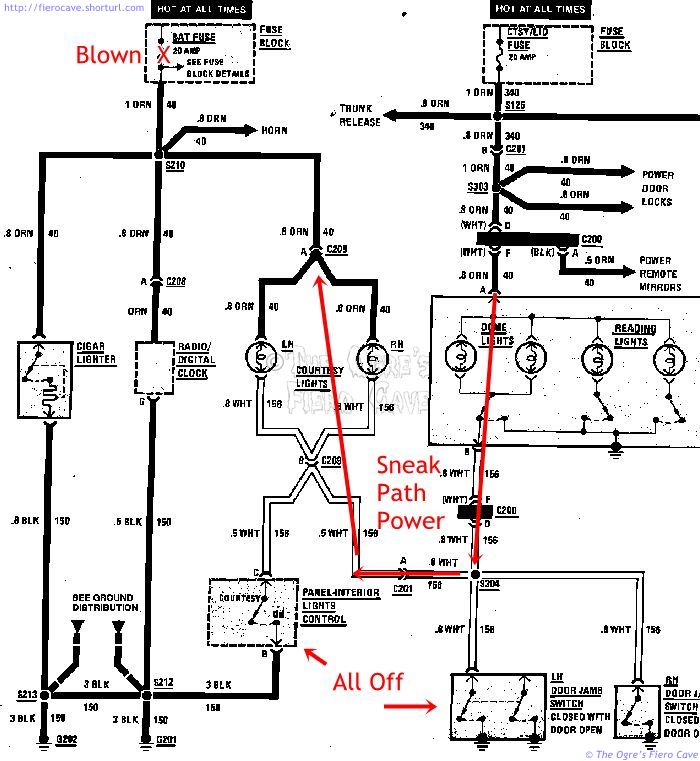 http://fierocave.shorturl.com
HOT AT ALL TIMES
HOT AT ALL TIMES
Blown X
BAT FUSE
20 AMP
SEE FUSE
BLOCK DETAILS
FUSE
BLOCK
CTSY/LTD
FUSE
20 AMP
FUSE
BLOCK
1 ORN 40
.8 ORN
40
HORN
S210
TRUNK
RELEASE
.8 ORN
340
1 ORN 340
S125
.8 ORN 340
B C201
1 ORN 40
S303
.8 ORN
40
.8 ORN
40
POWER
DOOR
LOCKS
.8 ORN 40
(WHT) D
C200
(WHT) F
(BLK) A
.8 ORN 40
.5 ORN
40
POWER
REMOTE
MIRRORS
A
.8 ORN 40
.8 ORN 40
.8 ORN 40
A C209
A C208
ORN 40
.8 ORN 40
.8 ORN 40
CIGAR
LIGHTER
RADIO/
DIGITAL
CLOCK
G
LH
RH
COURTESY
LIGHTS
© The Ogre's
Fiero Cave
DOME
LIGHTS
READING
LIGHTS
.8 WHT 156
.8 WHT 156
B C209
B
.8 WHT 156
(WHT) F
C200
D
.8 WHT 156
Sneak
Path
Power
.8 BLK 150
.5 BLK 150
.5 WHT 156
.5 WHT 156
A
C201
.8 WHT
156
S304
C
COURTESY
ON
B
PANEL-INTERIOR
LIGHTS
CONTROL
SEE GROUND
DISTRIBUTION
.8 WHT 156
.8 WHT 156
S213
3 BLK
150
S212
3 BLK
150
All Off
LH
DOOR JAMB
SWITCH
CLOSED WITH
DOOR OPEN
RH
DOOR J
SWITCH
CLOSED
DOOR O
3 BLK 150
G202
3 BLK 150
G201
© The Ogre's Fiero Cave